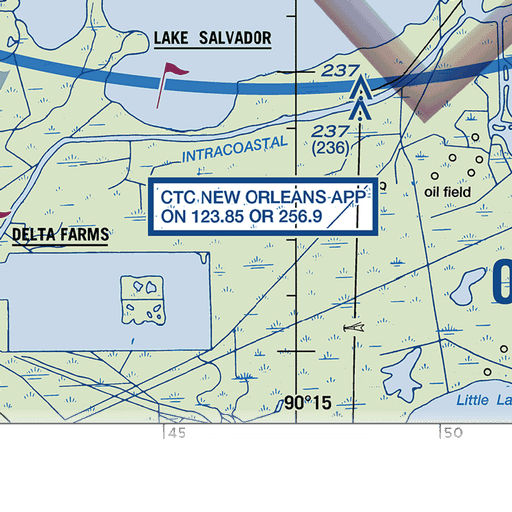 LAKE SALVADOR
237
237
(236)
INTRACOASTAL
CTC NEW ORLEANS APP
ON 123.85 OR 256.9
oil field
DELTA FARMS
0
90°15
Little La
45
50